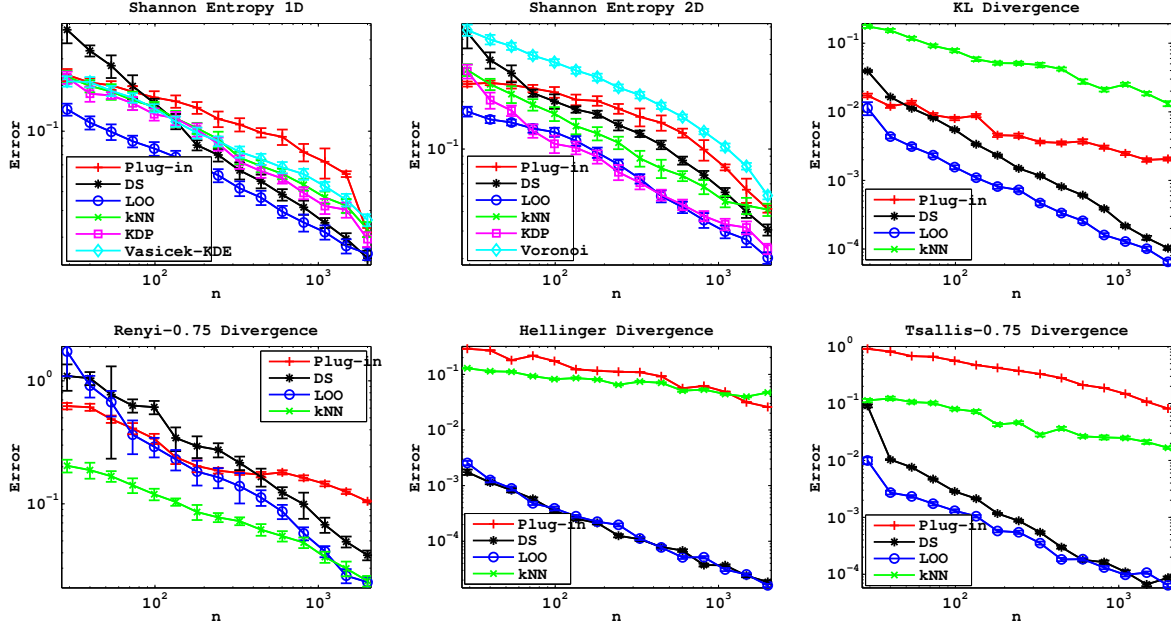 Shannon Entropy 1D
Error
10^-1
Plug-in
DS
LOO
kNN
KDP
Vasicek-KDE
10^2
10^3
n
Shannon Entropy 2D
Error
10^-1
Plug-in
DS
LOO
kNN
KDP
Voronoi
10^2
10^3
n
KL Divergence
Error
10^-1
10^-2
10^-3
10^-4
Plug-in
DS
LOO
kNN
10^2
10^3
n
Renyi-0.75 Divergence
Error
10^0
10^-1
Plug-in
DS
LOO
kNN
10^2
10^3
n
Hellinger Divergence
Error
10^-1
10^-2
10^-3
10^-4
Plug-in
DS
LOO
kNN
10^2
10^3
n
Tsallis-0.75 Divergence
Error
10^0
10^-1
10^-2
10^-3
10^-4
Plug-in
DS
LOO
kNN
10^2
10^3
n